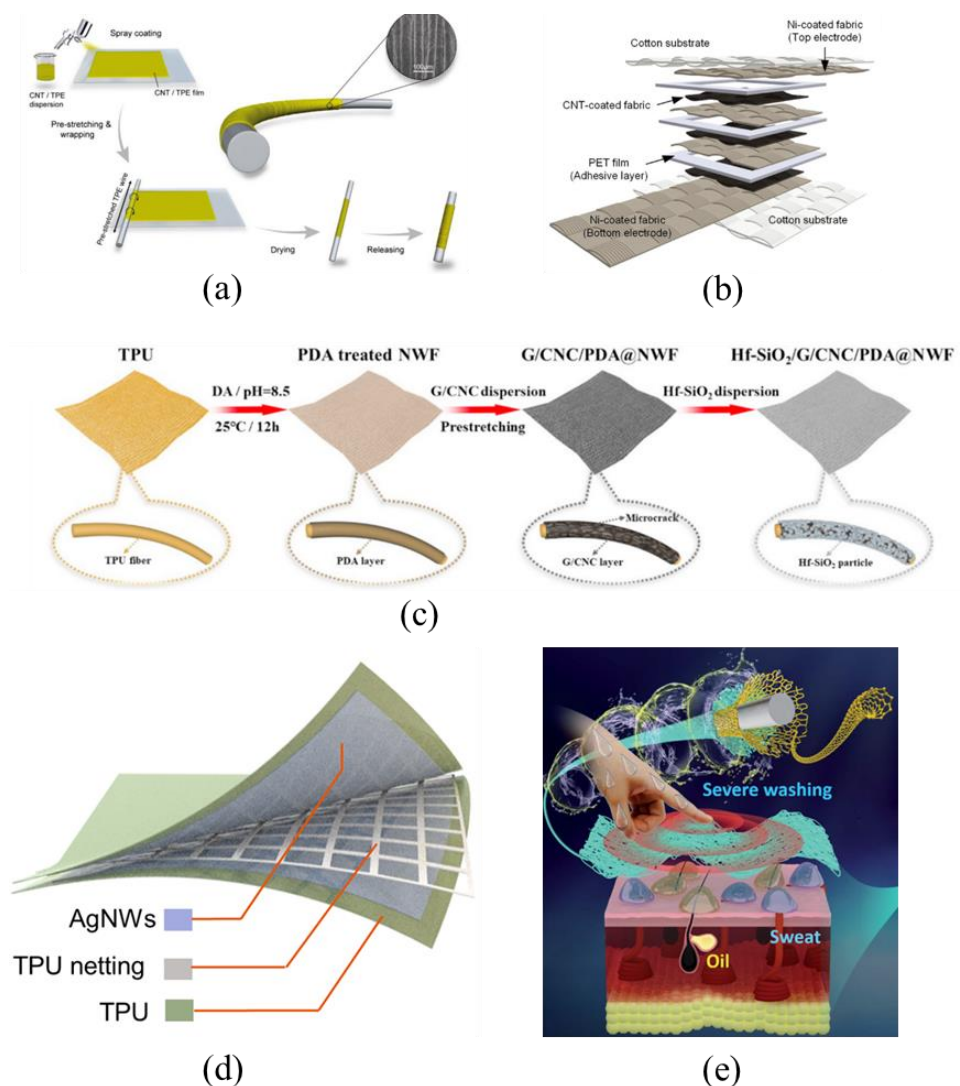 Spray coating
CNT / TPE
dispersion
CNT / TPE film
Pre-stretching &
wrapping
Pre-stretched TPE wire
Drying
Releasing
(a)
Ni-coated fabric
(Top electrode)
Cotton substrate
CNT-coated fabric
PET film
(Adhesive layer)
Ni-coated fabric
(Bottom electrode)
Cotton substrate
(b)
TPU
PDA treated NWF
G/CNC/PDA@NWF
Hf-SiO₂/G/CNC/PDA@NWF
DA / pH=8.5
25°C / 12h
G/CNC dispersion
Prestretching
Hf-SiO₂ dispersion
TPU fiber
PDA layer
Microcrack
G/CNC layer
Hf-SiO₂ particle
(c)
AgNWs
TPU netting
TPU
(d)
Severe washing
Sweat
Oil
(e)